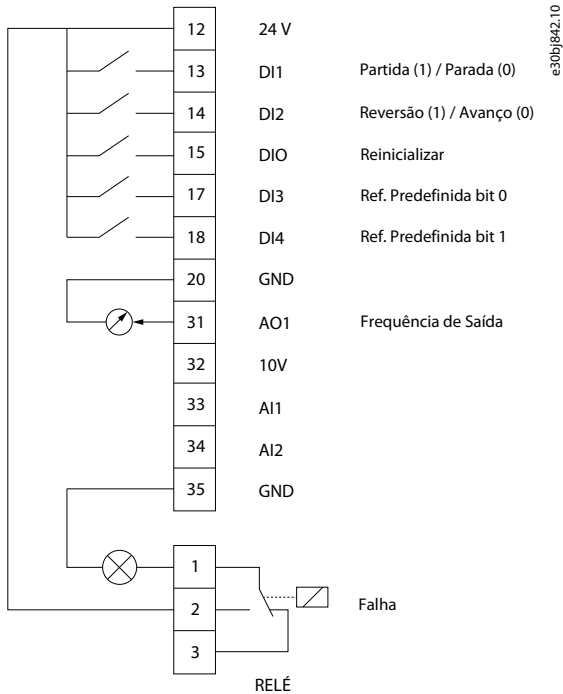 12 24 V
13 DI1 Partida (1) / Parada (0)
14 DI2 Reversão (1) / Avanço (0)
15 DIO Reinicializar
17 DI3 Ref. Predefinida bit 0
18 DI4 Ref. Predefinida bit 1
20 GND
31 AO1 Frequência de Saída
32 10V
33 AI1
34 AI2
35 GND
1
2 Falha
3
RELÉ
e30bj842.10